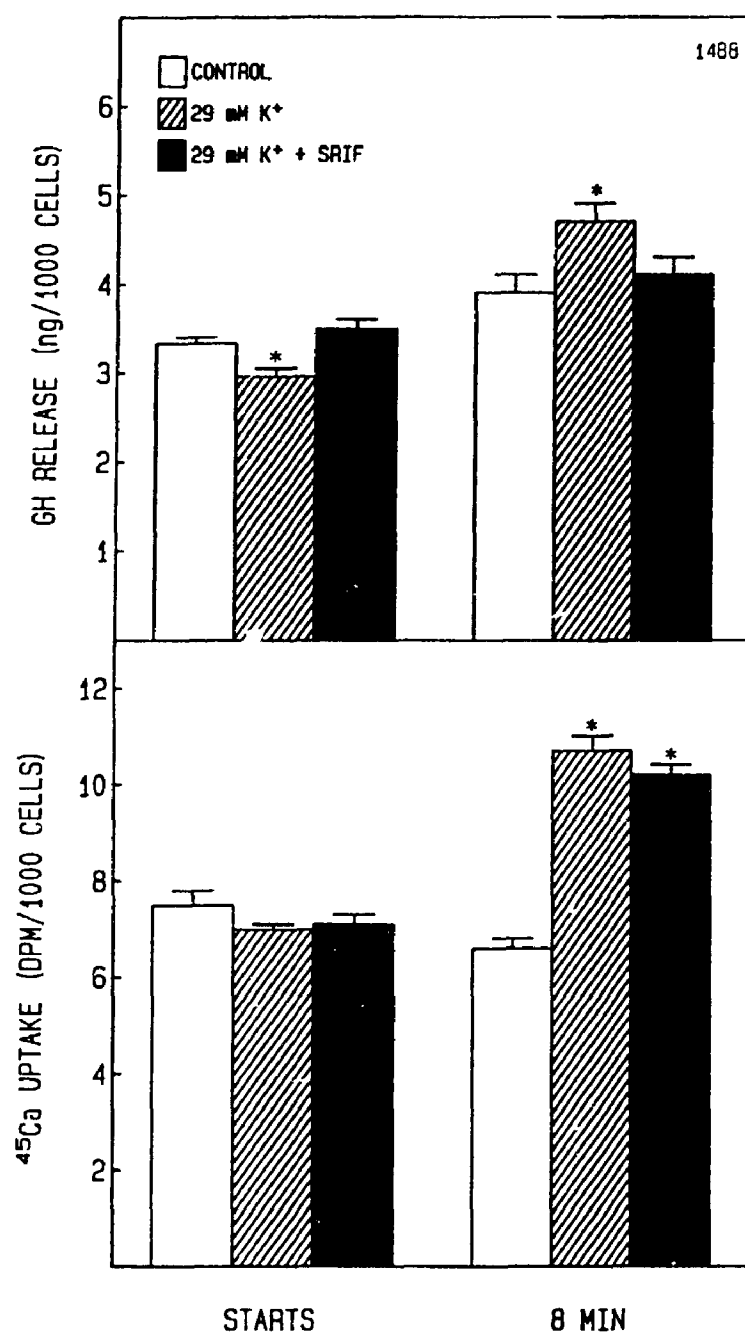 1488
CONTROL
29 mM K⁺
29 mM K⁺ + SRIF
GH RELEASE (ng/1000 CELLS)
6
5
4
3
2
1
*
*
⁴⁵Ca UPTAKE (DPM/1000 CELLS)
12
10
8
6
4
2
*
*
STARTS 8 MIN